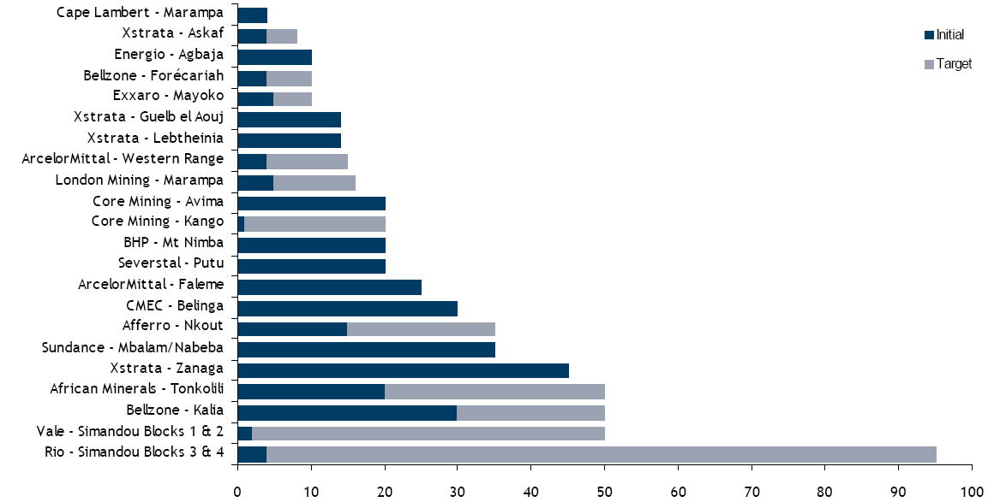 Cape Lambert - Marampa
Xstrata - Askaf
Energio - Agbaja
Bellzone - Forécariah
Exxaro - Mayoko
Xstrata - Guelb el Aouj
Xstrata - Lebtheinia
ArcelorMittal - Western Range
London Mining - Marampa
Core Mining - Avima
Core Mining - Kango
BHP - Mt Nimba
Severstal - Putu
ArcelorMittal - Faleme
CMEC - Belinga
Afferro - Nkout
Sundance - Mbalam/Nabeba
Xstrata - Zanaga
African Minerals - Tonkolili
Bellzone - Kalia
Vale - Simandou Blocks 1 & 2
Rio - Simandou Blocks 3 & 4
Initial
Target
0 10 20 30 40 50 60 70 80 90 100